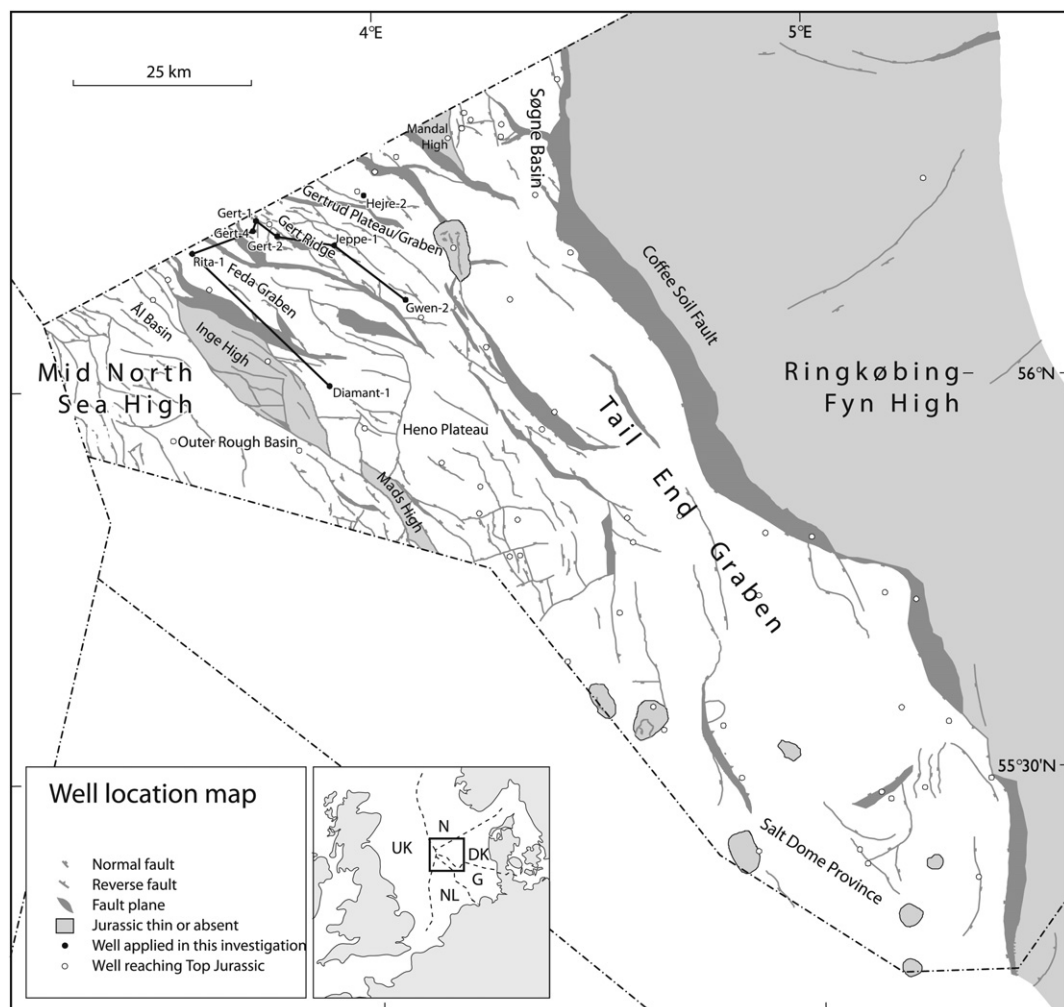 4°E
5°E
25 km
Søgne Basin
Mandal
High
Hejre-2
Gertrud Plateau/Graben
Gert-1
Gert-4
Gert-2
Gert Ridge
Jeppe-1
Rita-1
Feda Graben
Gwen-2
Coffee Soil Fault
Ål Basin
Inge High
Mid North
Sea High
Diamant-1
Ringkøbing–
Fyn High
56°N
Heno Plateau
Outer Rough Basin
Mads High
Tail End Graben
55°30'N
Salt Dome Province
Well location map
Normal fault
Reverse fault
Fault plane
Jurassic thin or absent
Well applied in this investigation
Well reaching Top Jurassic
N
UK
DK
G
NL